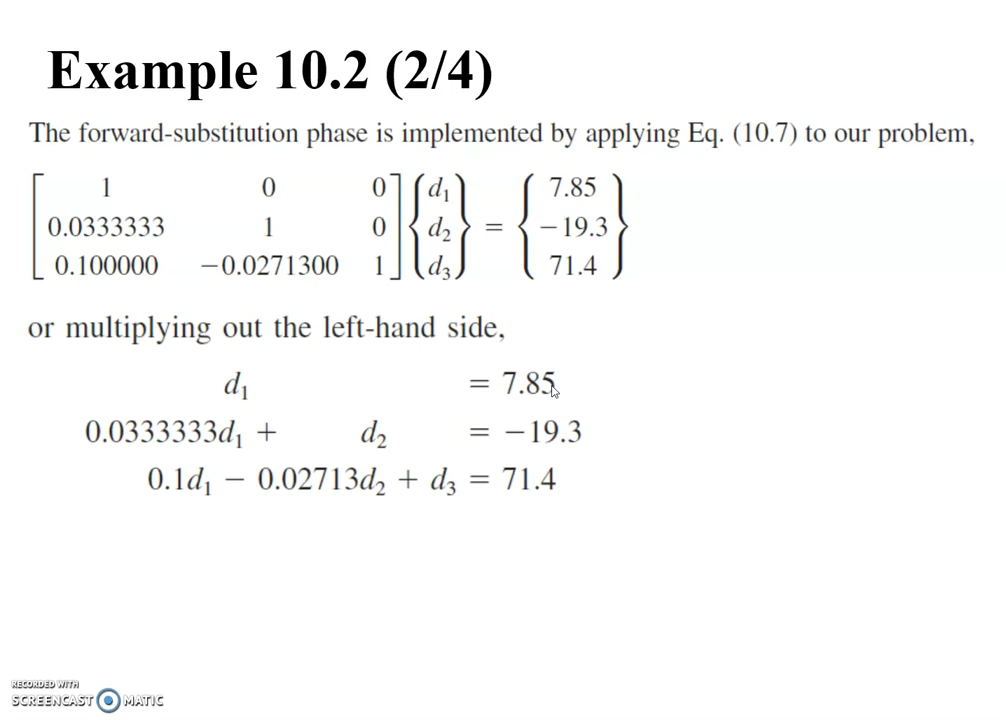 Example 10.2 (2/4)
The forward-substitution phase is implemented by applying Eq. (10.7) to our problem,
[ 1 0 0 ] { d₁ } = { 7.85 }
[ 0.0333333 1 0 ] { d₂ } = { −19.3 }
[ 0.100000 −0.0271300 1 ] { d₃ } = { 71.4 }
or multiplying out the left-hand side,
d₁ = 7.85
0.0333333d₁ + d₂ = −19.3
0.1d₁ − 0.02713d₂ + d₃ = 71.4
RECORDED WITH
SCREENCAST MATIC